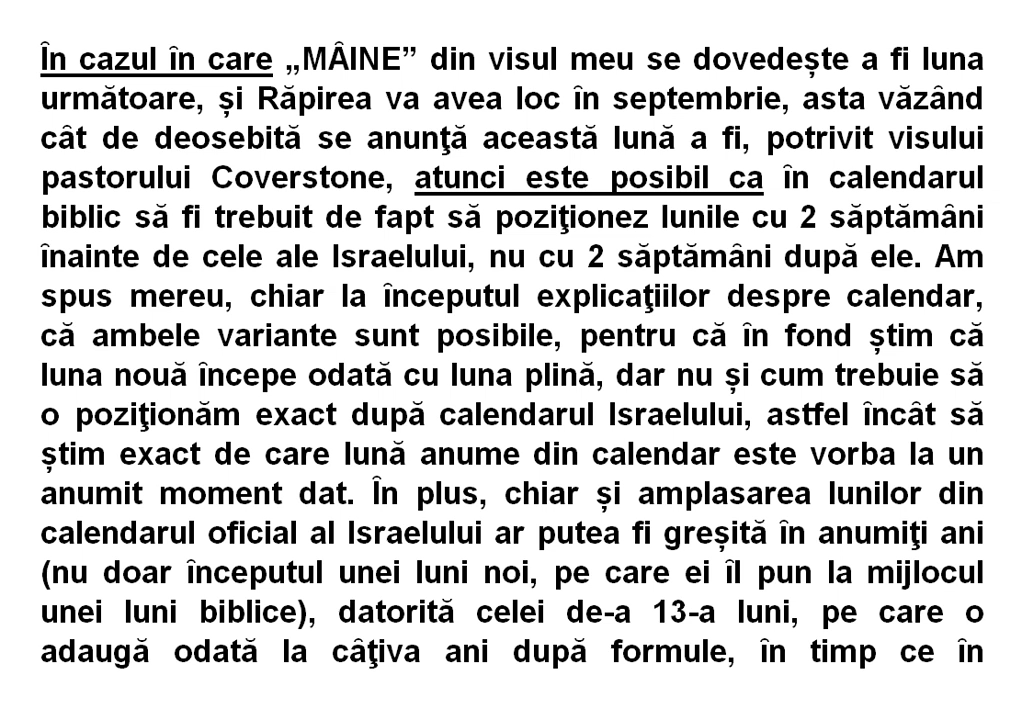 În cazul în care „MÂINE” din visul meu se dovedește a fi luna
următoare, și Răpirea va avea loc în septembrie, asta văzând
cât de deosebită se anunţă această lună a fi, potrivit visului
pastorului Coverstone, atunci este posibil ca în calendarul
biblic să fi trebuit de fapt să poziţionez lunile cu 2 săptămâni
înainte de cele ale Israelului, nu cu 2 săptămâni după ele. Am
spus mereu, chiar la începutul explicaţiilor despre calendar,
că ambele variante sunt posibile, pentru că în fond știm că
luna nouă începe odată cu luna plină, dar nu și cum trebuie să
o poziţionăm exact după calendarul Israelului, astfel încât să
știm exact de care lună anume din calendar este vorba la un
anumit moment dat. În plus, chiar și amplasarea lunilor din
calendarul oficial al Israelului ar putea fi greșită în anumiţi ani
(nu doar începutul unei luni noi, pe care ei îl pun la mijlocul
unei luni biblice), datorită celei de-a 13-a luni, pe care o
adaugă odată la câţiva ani după formule, în timp ce în